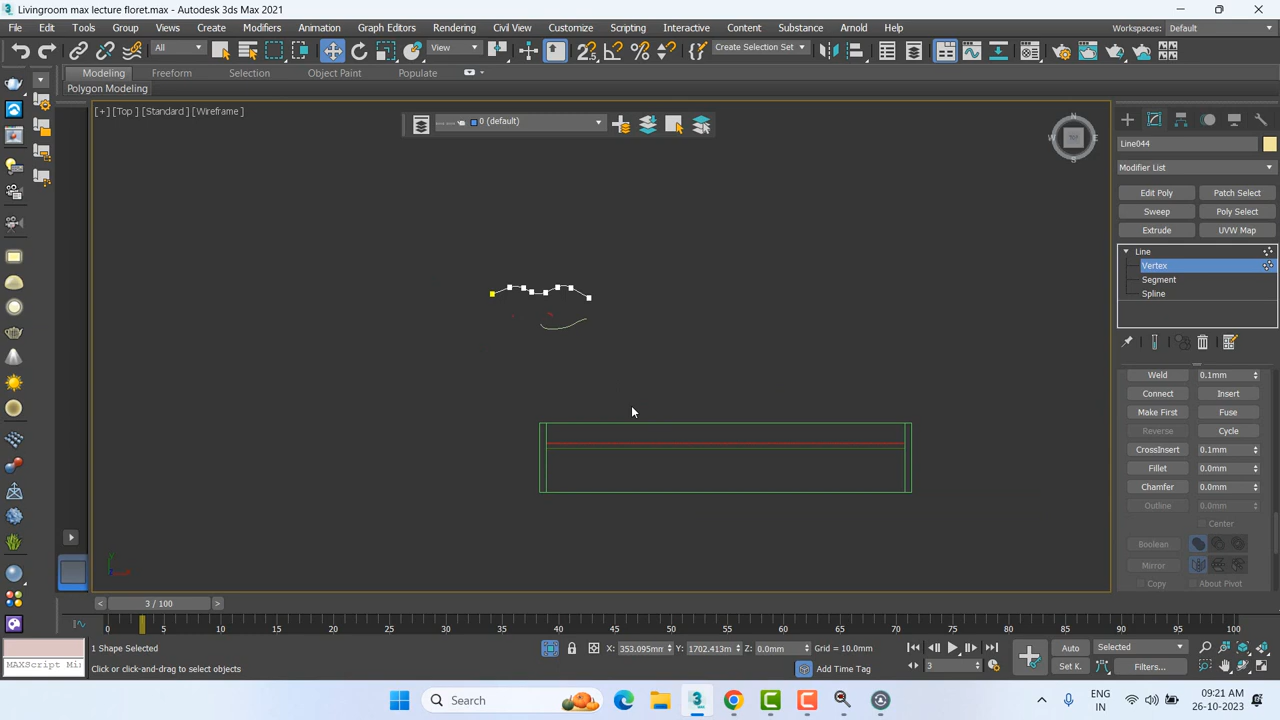 Livingroom max lecture floret.max - Autodesk 3ds Max 2021
File Edit Tools Group Views Create Modifiers Animation Graph Editors Rendering Civil View Customize Scripting Interactive Content Substance Arnold Help Workspaces: Default
All View Create Selection Set
Modeling Freeform Selection Object Paint Populate
Polygon Modeling
[+] [Top ] [Standard ] [Wireframe ]
0 (default)
N
W E
S
Line044
Modifier List
Edit Poly Patch Select
Sweep Poly Select
Extrude UVW Map
Line
Vertex
Segment
Spline
Weld 0.1mm
Connect Insert
Make First Fuse
Reverse Cycle
CrossInsert 0.1mm
Fillet 0.0mm
Chamfer 0.0mm
Outline 0.0mm
Center
Boolean
Mirror
Copy About Pivot
3 / 100
0 5 10 15 20 25 30 35 40 45 50 55 60 65 70 75 80 85 90 95 100
1 Shape Selected X: 353.095mm Y: 1702.413m Z: 0.0mm Grid = 10.0mm Auto Selected
MAXScript Mi Click or click-and-drag to select objects Add Time Tag 3 Set K. Filters...
Search ENG IN 09:21 AM 26-10-2023